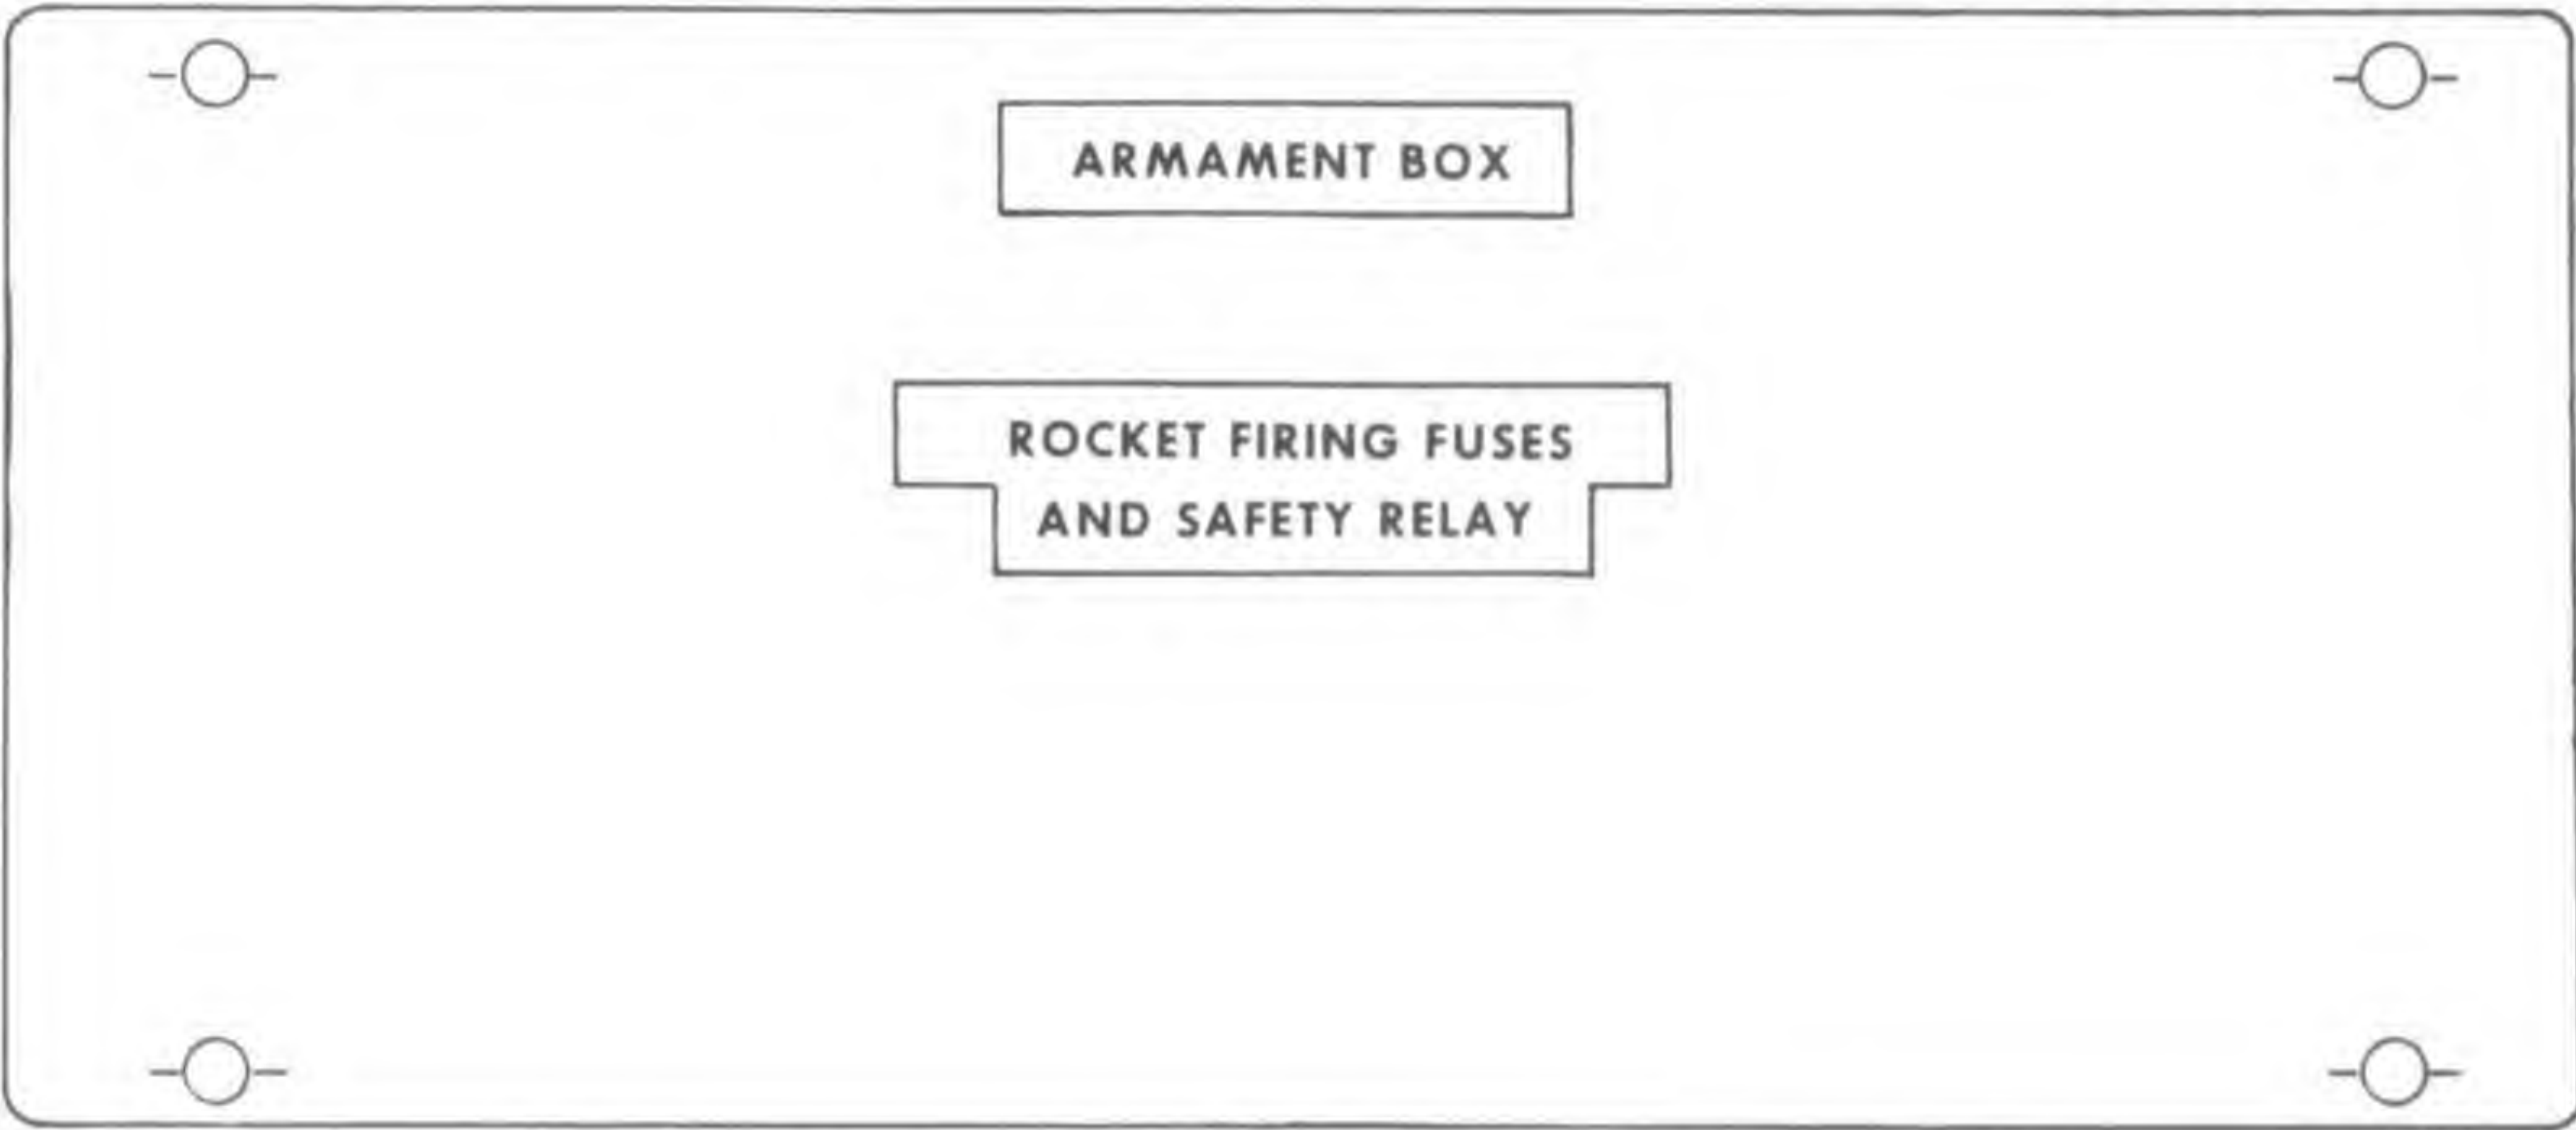 ARMAMENT BOX
ROCKET FIRING FUSES
AND SAFETY RELAY